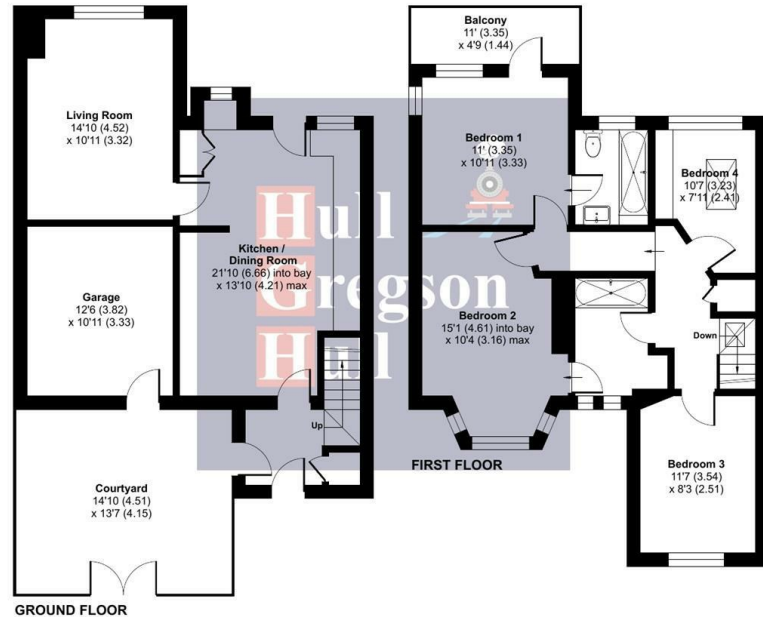 Living Room
14'10 (4.52)
x 10'11 (3.32)
Garage
12'6 (3.82)
x 10'11 (3.33)
Kitchen /
Dining Room
21'10 (6.66) into bay
x 13'10 (4.21) max
Up
Courtyard
14'10 (4.51)
x 13'7 (4.15)
GROUND FLOOR
Balcony
11' (3.35)
x 4'9 (1.44)
Bedroom 1
11' (3.35)
x 10'11 (3.33)
Bedroom 4
10'7 (3.23)
x 7'11 (2.41)
Bedroom 2
15'1 (4.61) into bay
x 10'4 (3.16) max
Down
Bedroom 3
11'7 (3.54)
x 8'3 (2.51)
FIRST FLOOR
Hull
Gregson
Hull